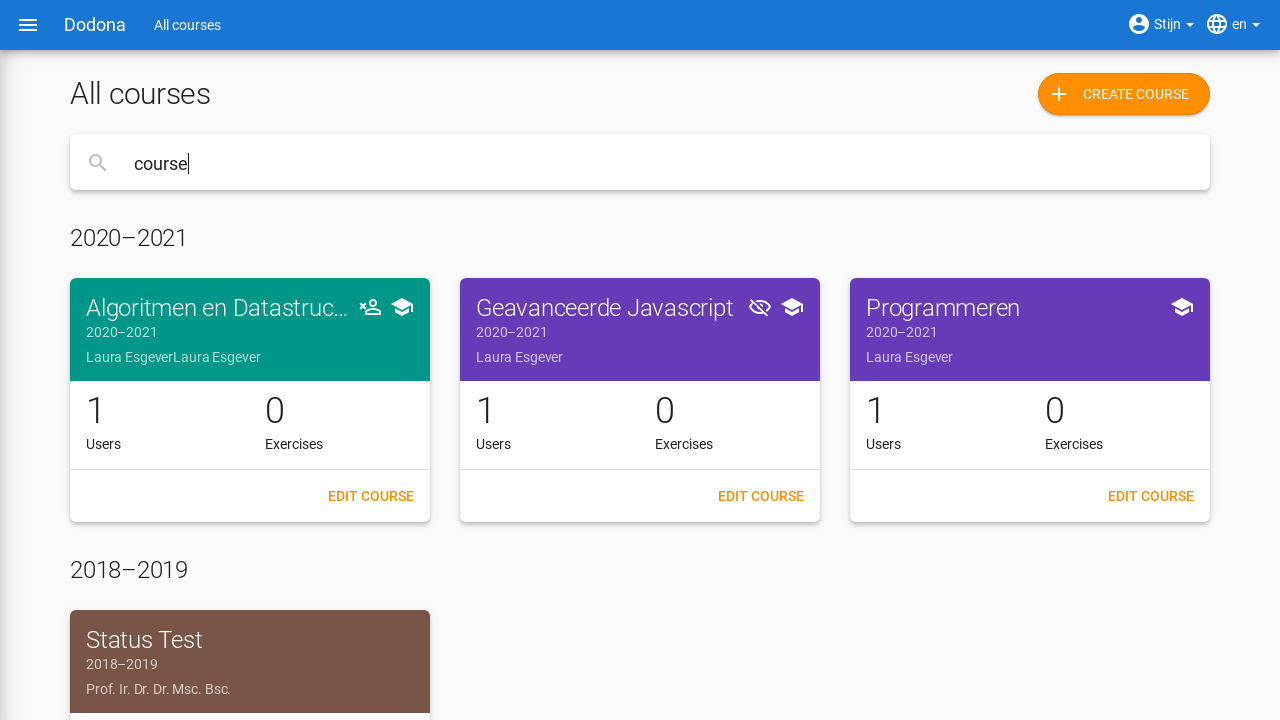 Dodona All courses Stijn en
All courses
CREATE COURSE
course
2020–2021
Algoritmen en Datastruc...
2020–2021
Laura EsgeverLaura Esgever
1 0
Users Exercises
EDIT COURSE
Geavanceerde Javascript
2020–2021
Laura Esgever
1 0
Users Exercises
EDIT COURSE
Programmeren
2020–2021
Laura Esgever
1 0
Users Exercises
EDIT COURSE
2018–2019
Status Test
2018–2019
Prof. Ir. Dr. Dr. Msc. Bsc.